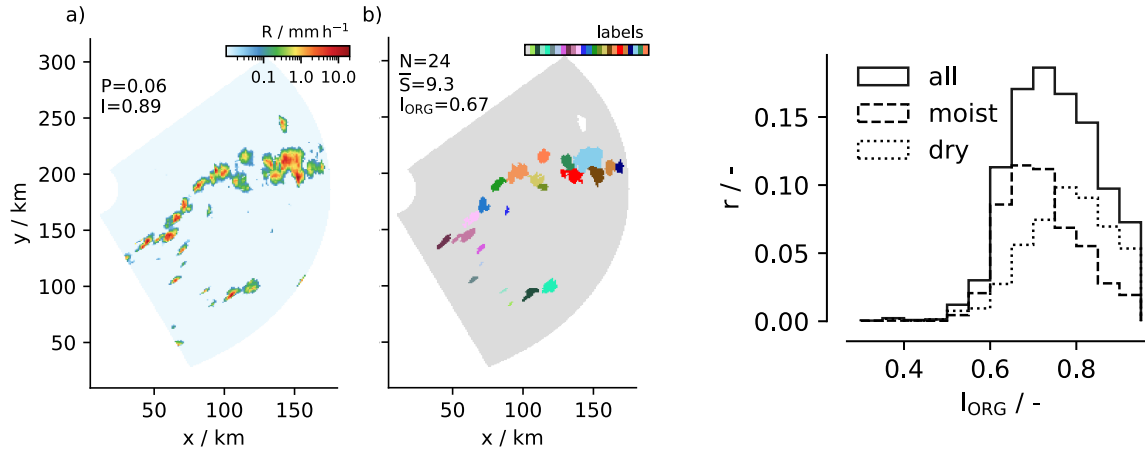 a)
R / mm h⁻¹
0.1 1.0 10.0
P=0.06
I=0.89
300
250
200
150
100
50
y / km
50 100 150
x / km
b)
labels
N=24
S̅=9.3
I_ORG=0.67
50 100 150
x / km
all
moist
dry
0.15
0.10
0.05
0.00
r / -
0.4 0.6 0.8
I_ORG / -